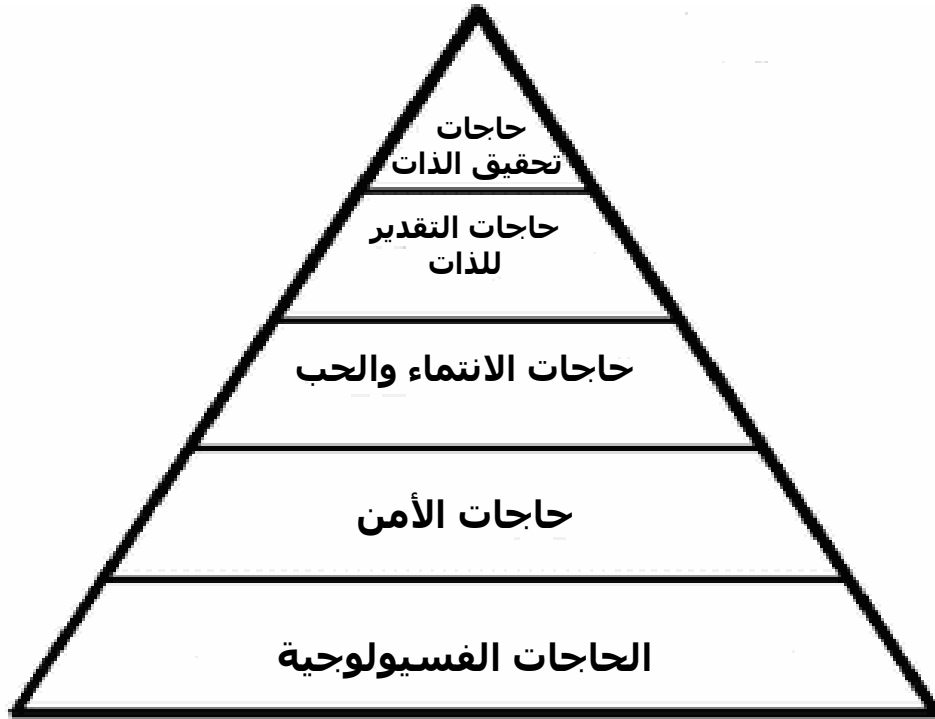 حاجات
تحقيق الذات
حاجات التقدير
للذات
حاجات الانتماء والحب
حاجات الأمن
الحاجات الفسيولوجية